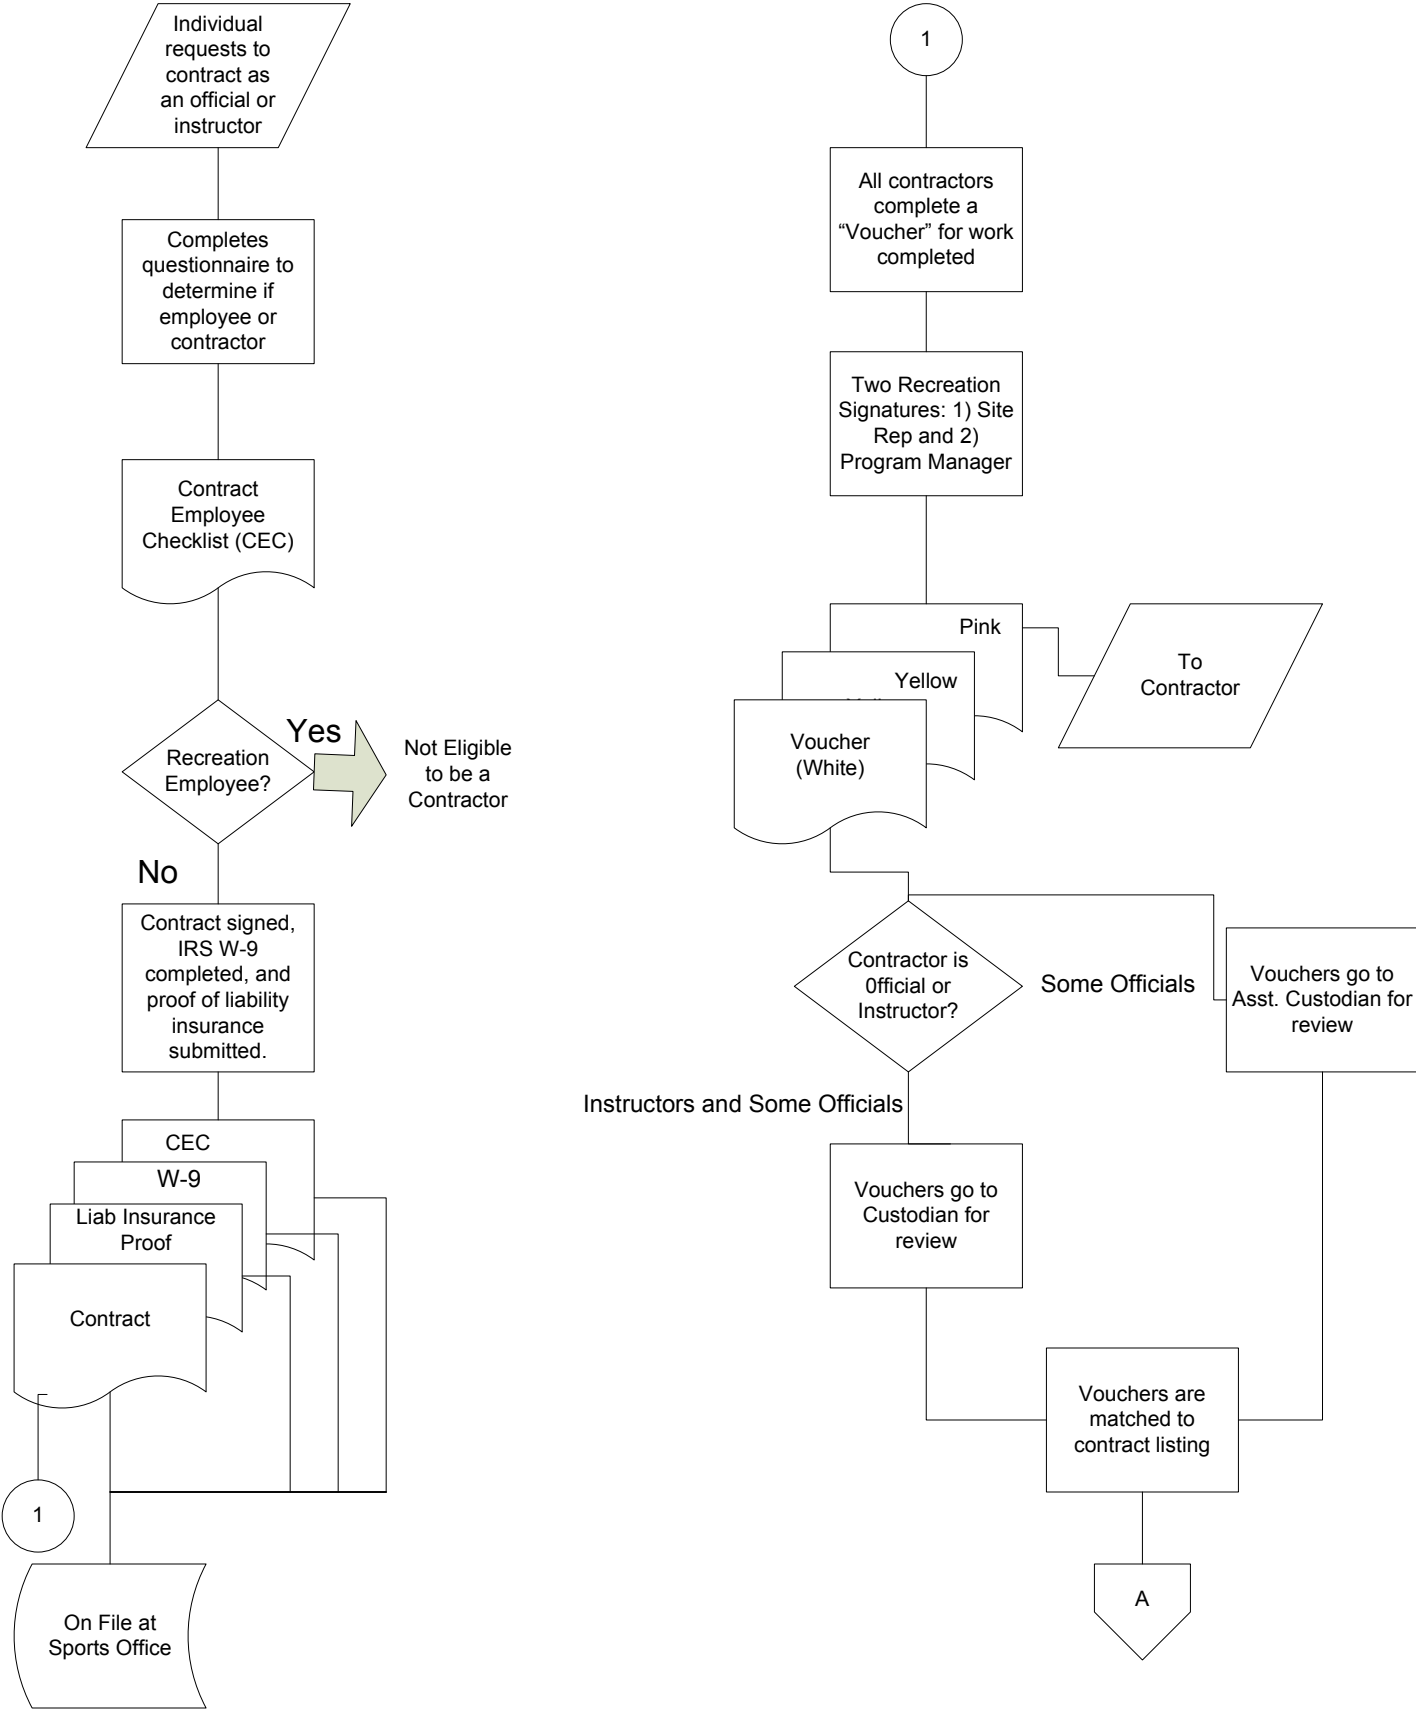 Individual
requests to
contract as
an official or
instructor
Completes
questionnaire to
determine if
employee or
contractor
Contract
Employee
Checklist (CEC)
Recreation
Employee?
Yes
Not Eligible
to be a
Contractor
No
Contract signed,
IRS W-9
completed, and
proof of liability
insurance
submitted.
CEC
W-9
Liab Insurance
Proof
Contract
1
On File at
Sports Office
1
All contractors
complete a
“Voucher” for work
completed
Two Recreation
Signatures: 1) Site
Rep and 2)
Program Manager
Pink
To
Contractor
Yellow
Voucher
(White)
Contractor is
0fficial or
Instructor?
Some Officials
Vouchers go to
Asst. Custodian for
review
Instructors and Some Officials
Vouchers go to
Custodian for
review
Vouchers are
matched to
contract listing
A